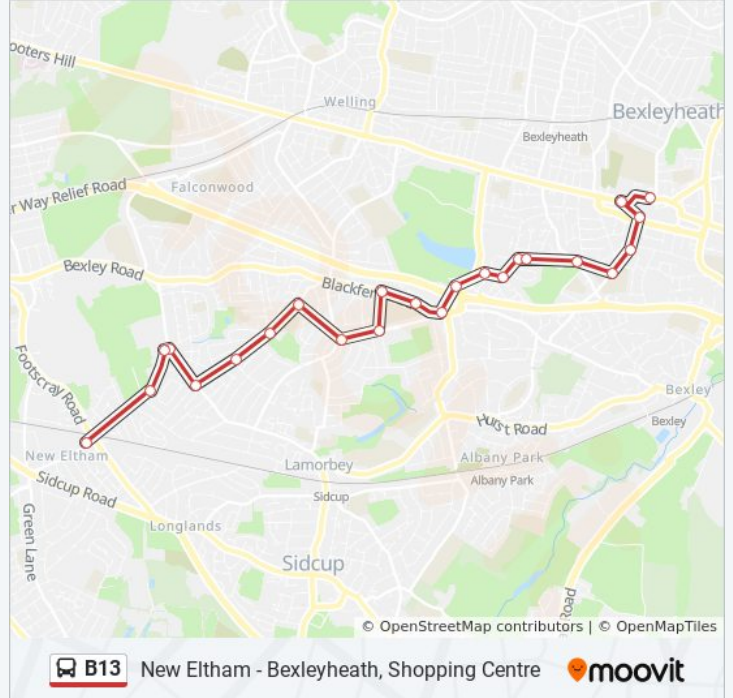 ooters Hill
Welling
Bexleyheath
Bexleyheath
r Way Relief Road
Falconwood
Bexley Road
Blackfen
Footscray Road
Bexley
Hurst Road
Bexley
New Eltham
Albany Park
Lamorbey
Albany Park
Sidcup Road
Sidcup
Green Lane
Longlands
Sidcup
Road
© OpenStreetMap contributors | © OpenMapTiles
B13 New Eltham - Bexleyheath, Shopping Centre moovit